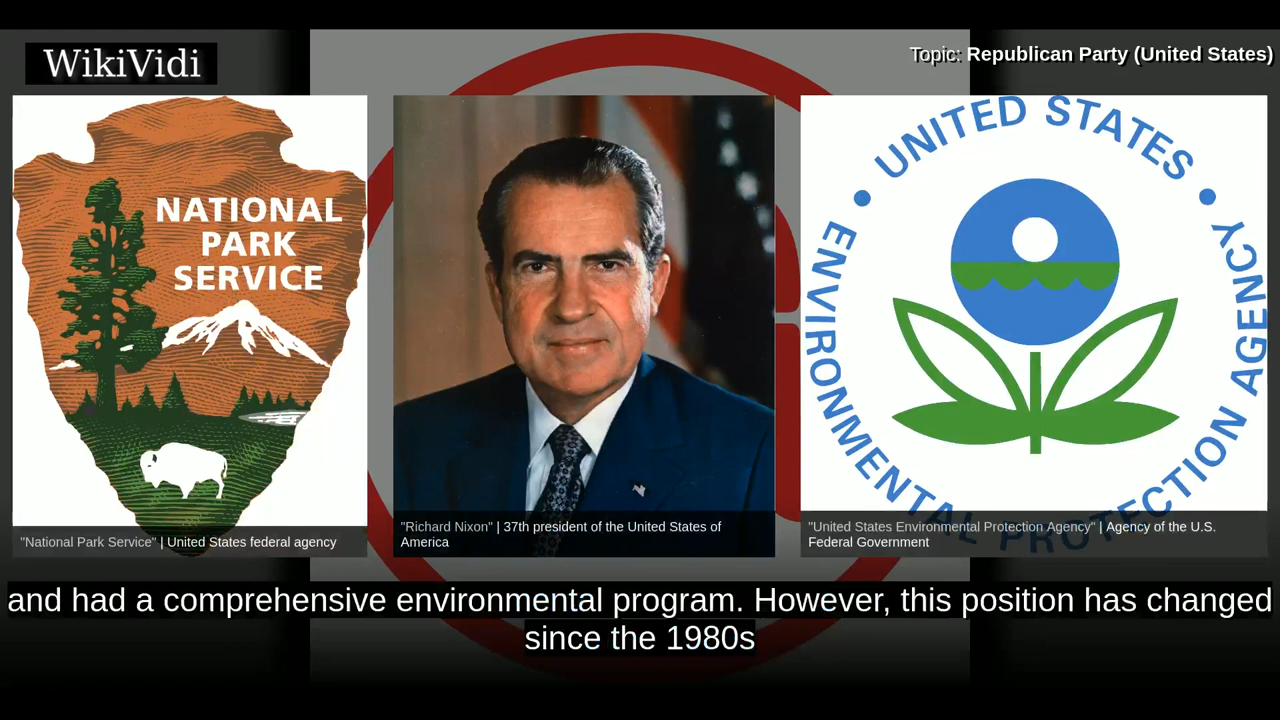 WikiVidi
Topic: Republican Party (United States)
NATIONAL
PARK
SERVICE
"National Park Service" | United States federal agency
"Richard Nixon" | 37th president of the United States of
America
UNITED STATES
ENVIRONMENTAL PROTECTION AGENCY
"United States Environmental Protection Agency" | Agency of the U.S.
Federal Government
and had a comprehensive environmental program. However, this position has changed
since the 1980s